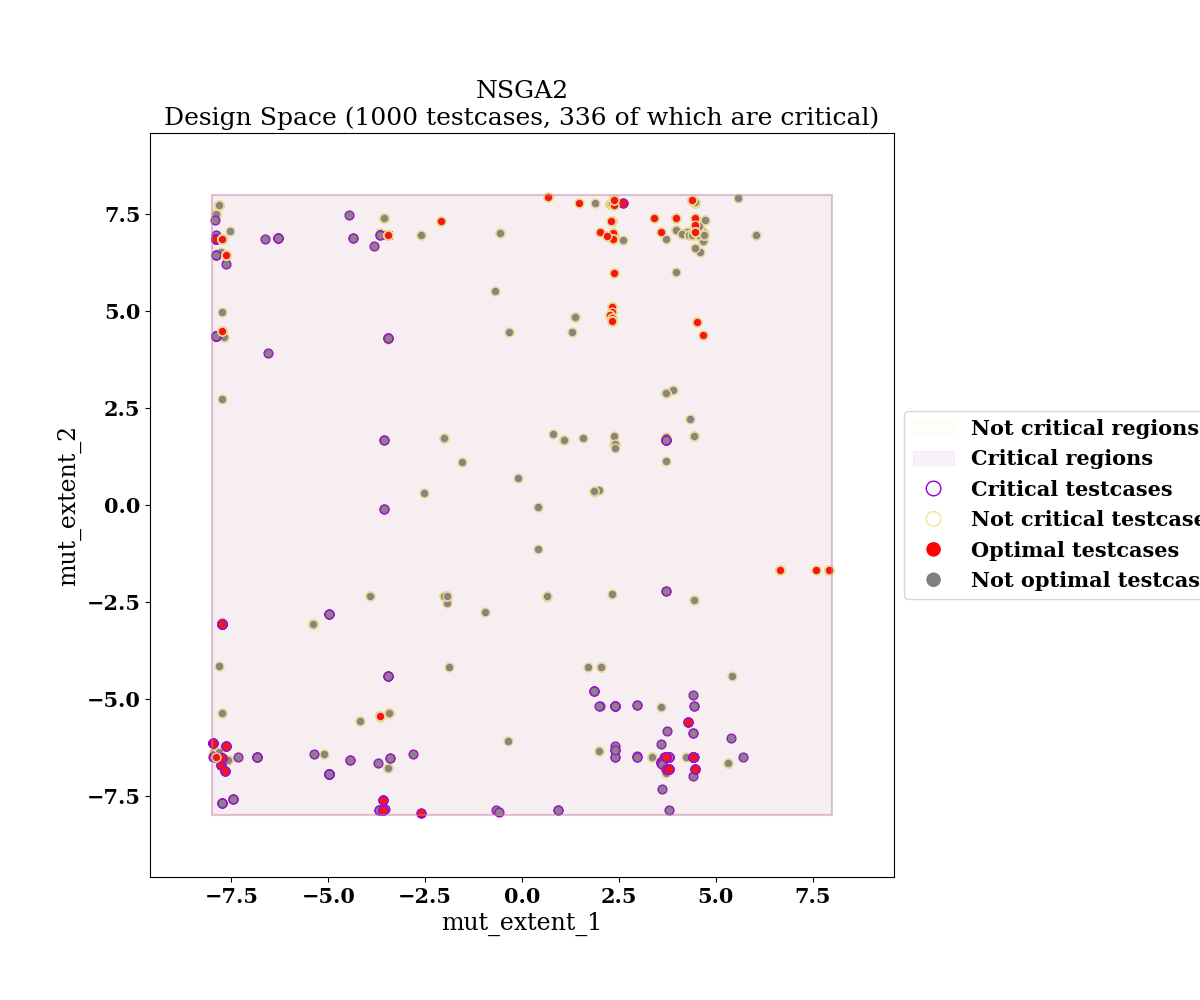 NSGA2
Design Space (1000 testcases, 336 of which are critical)
7.5
5.0
2.5
0.0
−2.5
−5.0
−7.5
mut_extent_2
−7.5 −5.0 −2.5 0.0 2.5 5.0 7.5
mut_extent_1
Not critical regions
Critical regions
Critical testcases
Not critical testcase
Optimal testcases
Not optimal testcas